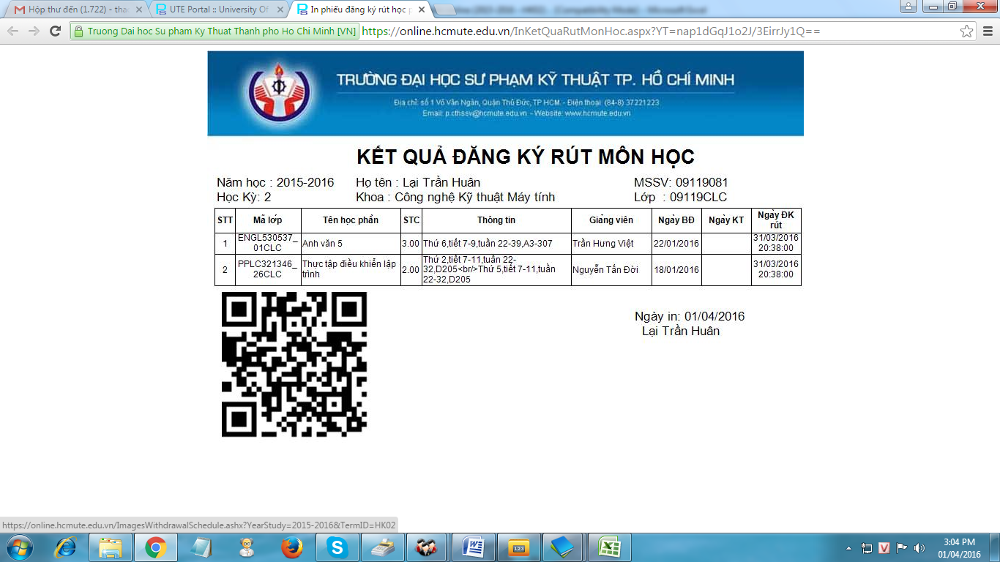 Hộp thư đến (1.722) - tha
UTE Portal :: University Of
In phiếu đăng ký rút học p
Truong Dai hoc Su pham Ky Thuat Thanh pho Ho Chi Minh [VN] https://online.hcmute.edu.vn/InKetQuaRutMonHoc.aspx?YT=nap1dGqJ1o2J/3EirrJy1Q==
TRƯỜNG ĐẠI HỌC SƯ PHẠM KỸ THUẬT TP. HỒ CHÍ MINH
Địa chỉ: số 1 Võ Văn Ngân, Quận Thủ Đức, TP HCM. - Điện thoại: (84-8) 37221223
Email: p.cthssv@hcmute.edu.vn - Website: www.hcmute.edu.vn
KẾT QUẢ ĐĂNG KÝ RÚT MÔN HỌC
Năm học : 2015-2016 Họ tên : Lại Trần Huân MSSV: 09119081
Học Kỳ: 2 Khoa : Công nghệ Kỹ thuật Máy tính Lớp : 09119CLC
STT Mã lớp Tên học phần STC Thông tin Giảng viên Ngày BĐ Ngày KT Ngày ĐK
rút
1 ENGL530537_
01CLC Anh văn 5 3.00 Thứ 6,tiết 7-9,tuần 22-39,A3-307 Trần Hưng Việt 22/01/2016 31/03/2016
20:38:00
2 PPLC321346_
26CLC Thực tập điều khiển lập
trình 2.00 Thứ 2,tiết 7-11,tuần 22-
32,D205<br/>Thứ 5,tiết 7-11,tuần
22-32,D205 Nguyễn Tấn Đời 18/01/2016 31/03/2016
20:38:00
Ngày in: 01/04/2016
Lại Trần Huân
https://online.hcmute.edu.vn/ImagesWithdrawalSchedule.ashx?YearStudy=2015-2016&TermID=HK02
3:04 PM
01/04/2016